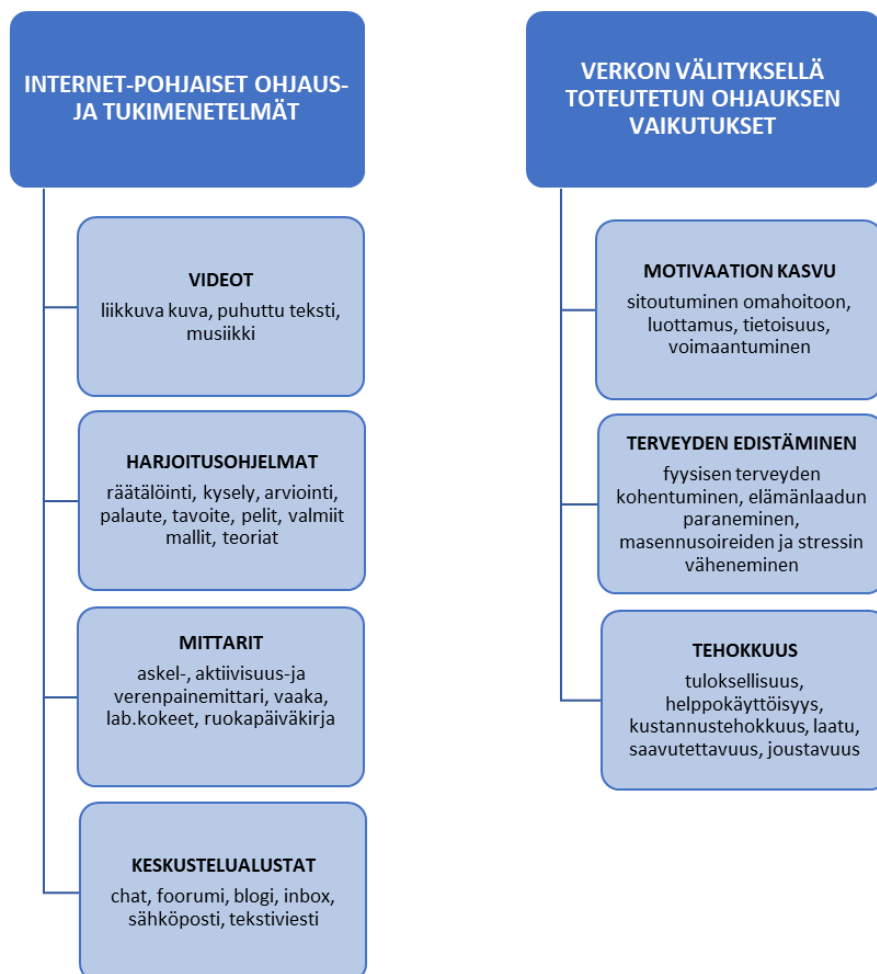 INTERNET-POHJAISET OHJAUS-
JA TUKIMENETELMÄT
VIDEOT
liikkuva kuva, puhuttu teksti,
musiikki
HARJOITUSOHJELMAT
räätälöinti, kysely, arviointi,
palaute, tavoite, pelit, valmiit
mallit, teoriat
MITTARIT
askel-, aktiivisuus-ja
verenpainemittari, vaaka,
lab.kokeet, ruokapäiväkirja
KESKUSTELUALUSTAT
chat, foorumi, blogi, inbox,
sähköposti, tekstiviesti
VERKON VÄLITYKSELLÄ
TOTEUTETUN OHJAUKSEN
VAIKUTUKSET
MOTIVAATION KASVU
sitoutuminen omahoitoon,
luottamus, tietoisuus,
voimaantuminen
TERVEYDEN EDISTÄMINEN
fyysisen terveyden
kohentuminen, elämänlaadun
paraneminen,
masennusoireiden ja stressin
väheneminen
TEHOKKUUS
tuloksellisuus,
helppokäyttöisyys,
kustannustehokkuus, laatu,
saavutettavuus, joustavuus